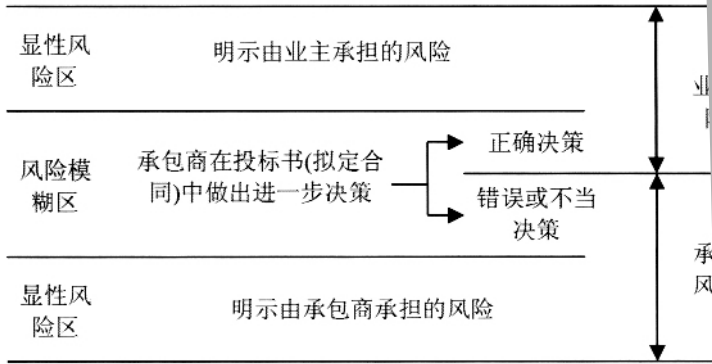 显性风
险区
明示由业主承担的风险
风险模
糊区
承包商在投标书(拟定合
同)中做出进一步决策
正确决策
错误或不当
决策
显性风
险区
明示由承包商承担的风险
业
承
风